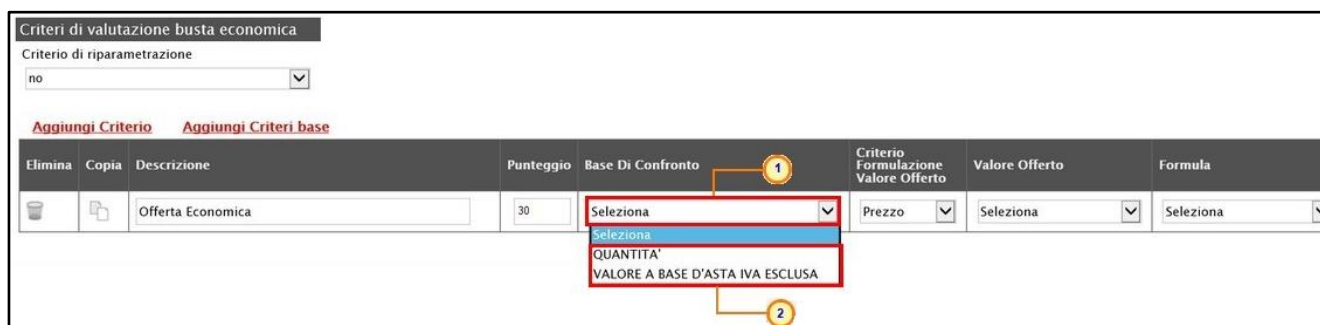 Criteri di valutazione busta economica
Criterio di riparametrazione
no
Aggiungi Criterio Aggiungi Criteri base
Elimina Copia Descrizione Punteggio Base Di Confronto Criterio Formulazione Valore Offerto Valore Offerto Formula
1
Offerta Economica 30 Seleziona Prezzo Seleziona Seleziona
Seleziona
QUANTITA'
VALORE A BASE D'ASTA IVA ESCLUSA
2